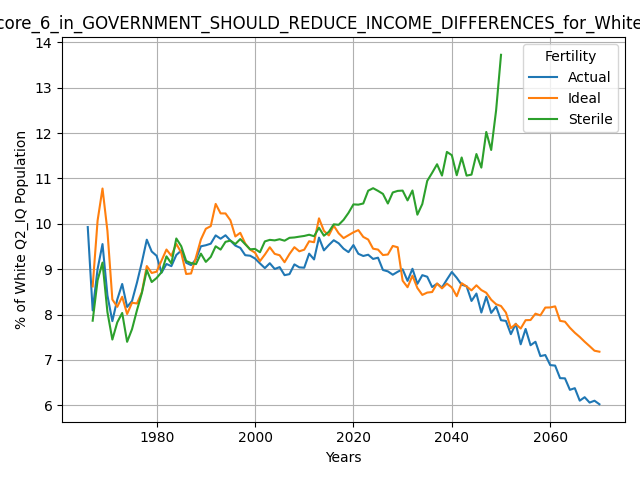 core_6_in_GOVERNMENT_SHOULD_REDUCE_INCOME_DIFFERENCES_for_White
14
13
12
11
10
9
8
7
6
% of White Q2_IQ Population
Fertility
Actual
Ideal
Sterile
1980
2000
2020
2040
2060
Years